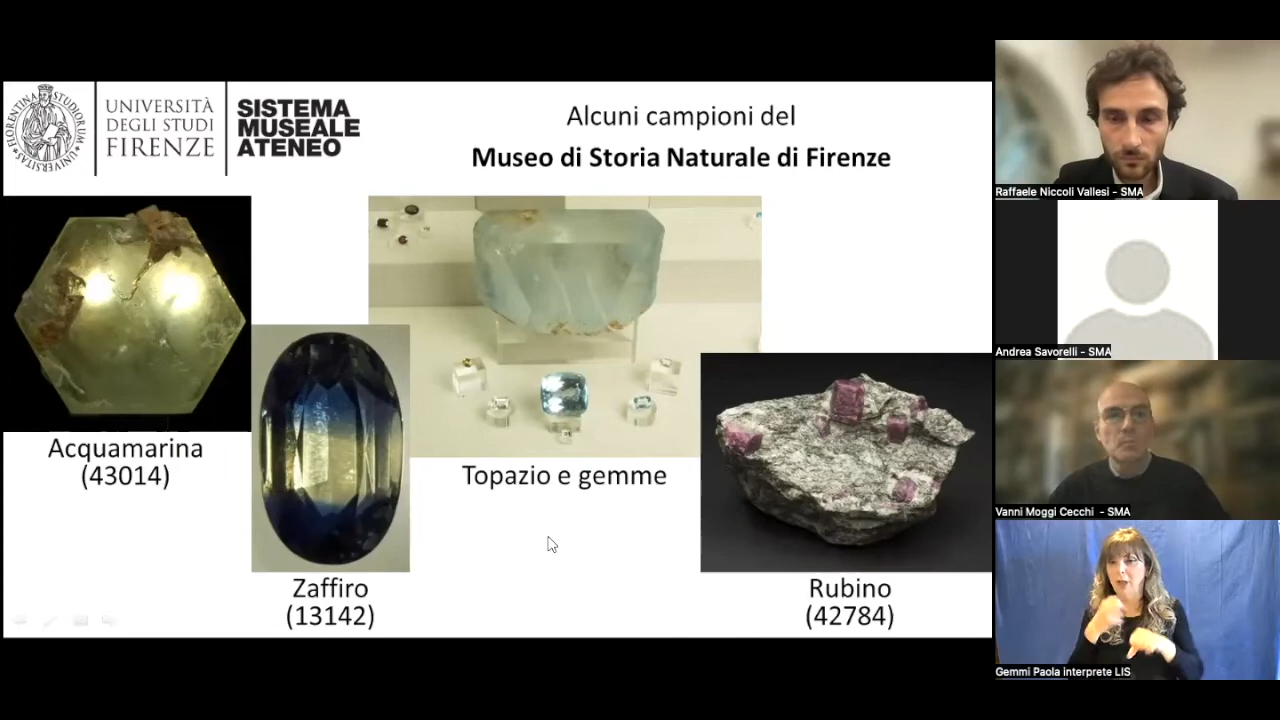 UNIVERSITÀ
DEGLI STUDI
FIRENZE
SISTEMA
MUSEALE
ATENEO
Alcuni campioni del
Museo di Storia Naturale di Firenze
Acquamarina
(43014)
Zaffiro
(13142)
Topazio e gemme
Rubino
(42784)
Raffaele Niccoli Vallesi - SMA
Andrea Savorelli - SMA
Vanni Moggi Cecchi - SMA
Gemmi Paola interprete LIS